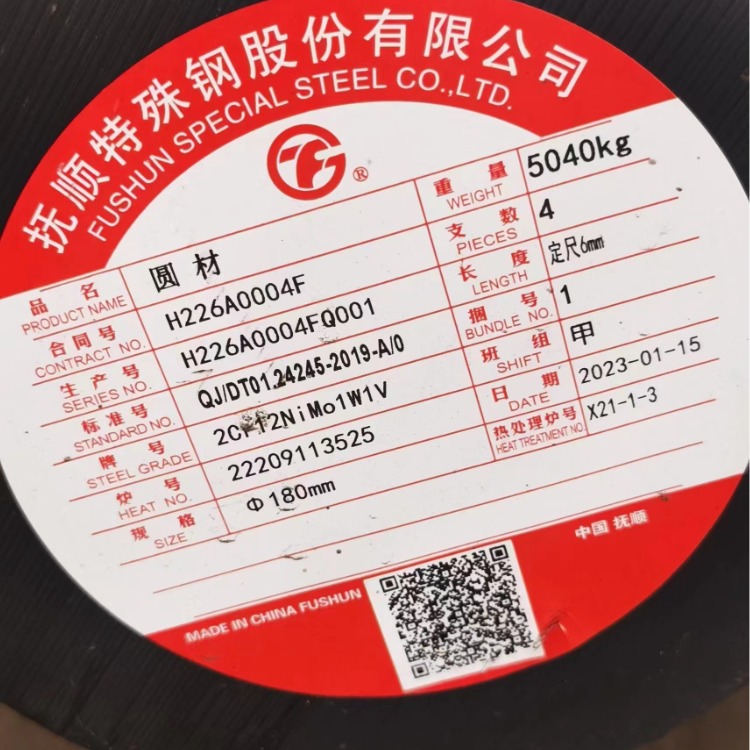 抚顺特殊钢股份有限公司
FUSHUN SPECIAL STEEL CO.,LTD.
®
品名 圆材
PRODUCT NAME
合同号 H226A0004F
CONTRACT NO.
生产号 H226A0004FQ001
SERIES NO.
标准号 QJ/DT01.24245-2019-A/0
STANDARD NO.
牌号 2Cr12NiMo1W1V
STEEL GRADE
炉号 22209113525
HEAT NO.
规格 Φ180mm
SIZE
重量 5040kg
WEIGHT
支数 4
PIECES
长度 定尺6mm
LENGTH
捆号 1
BUNDLE NO.
班组 甲
SHIFT
日期 2023-01-15
DATE
热处理炉号 X21-1-3
HEAT TREATMENT NO.
MADE IN CHINA FUSHUN
中国 抚顺